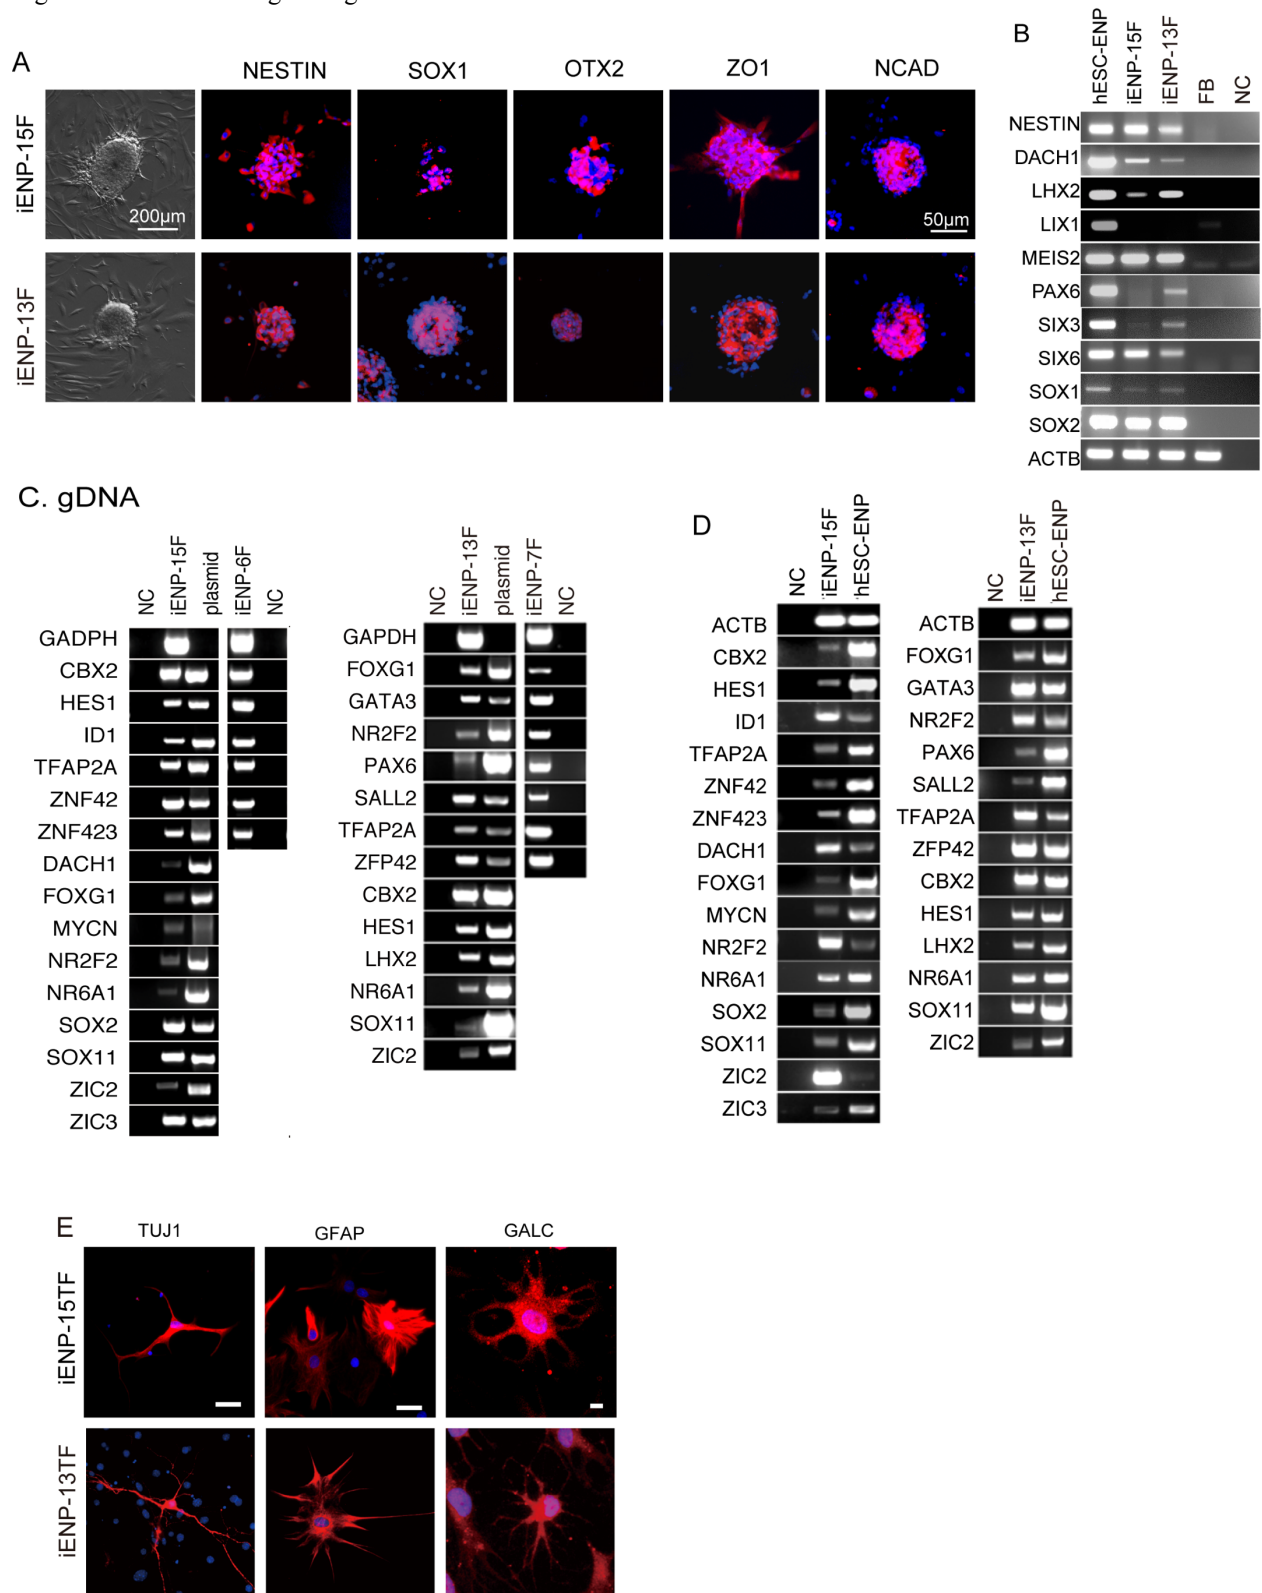 A
NESTIN
SOX1
OTX2
ZO1
NCAD
iENP-15F
200µm
50µm
iENP-13F
B
hESC-ENP
iENP-15F
iENP-13F
FB
NC
NESTIN
DACH1
LHX2
LIX1
MEIS2
PAX6
SIX3
SIX6
SOX1
SOX2
ACTB
C. gDNA
NC
iENP-15F
plasmid
iENP-6F
NC
GADPH
CBX2
HES1
ID1
TFAP2A
ZNF42
ZNF423
DACH1
FOXG1
MYCN
NR2F2
NR6A1
SOX2
SOX11
ZIC2
ZIC3
NC
iENP-13F
plasmid
iENP-7F
NC
GAPDH
FOXG1
GATA3
NR2F2
PAX6
SALL2
TFAP2A
ZFP42
CBX2
HES1
LHX2
NR6A1
SOX11
ZIC2
D
NC
iENP-15F
hESC-ENP
ACTB
CBX2
HES1
ID1
TFAP2A
ZNF42
ZNF423
DACH1
FOXG1
MYCN
NR2F2
NR6A1
SOX2
SOX11
ZIC2
ZIC3
NC
iENP-13F
hESC-ENP
ACTB
FOXG1
GATA3
NR2F2
PAX6
SALL2
TFAP2A
ZFP42
CBX2
HES1
LHX2
NR6A1
SOX11
ZIC2
E
TUJ1
GFAP
GALC
iENP-15TF
iENP-13TF